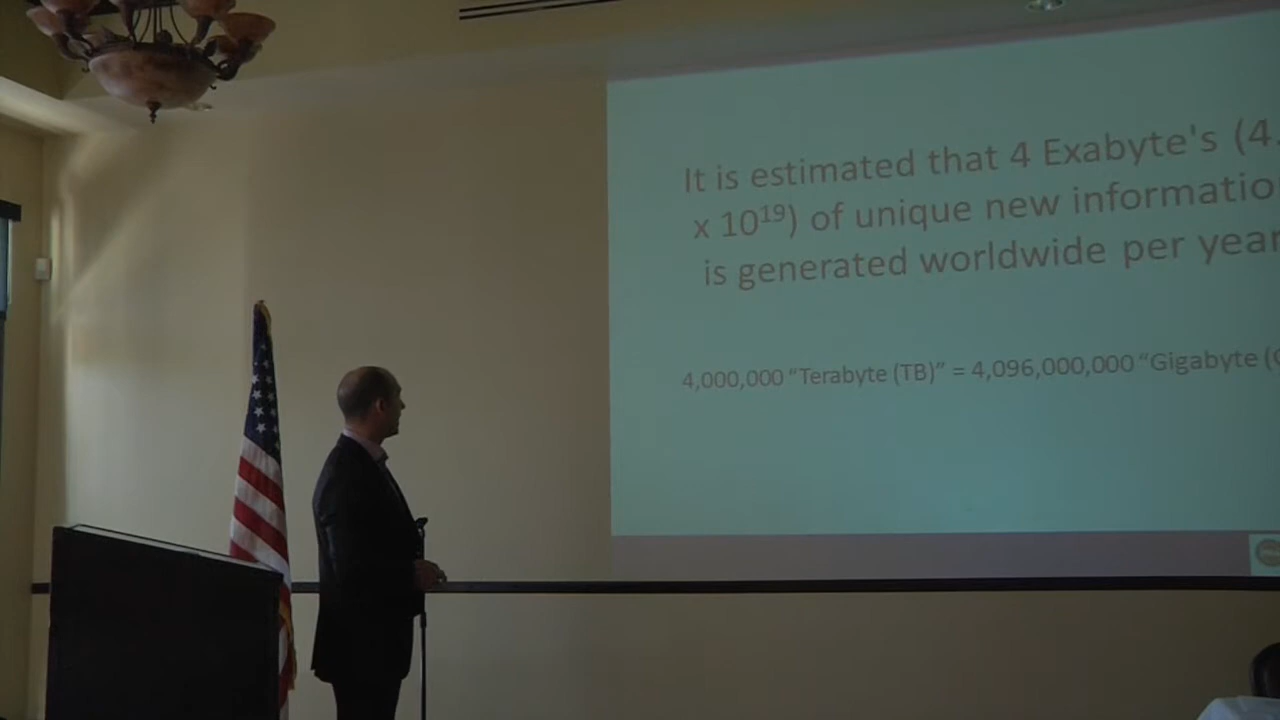 It is estimated that 4 Exabyte's (4.
x 10¹⁹) of unique new informatio
is generated worldwide per year
4,000,000 “Terabyte (TB)” = 4,096,000,000 “Gigabyte (